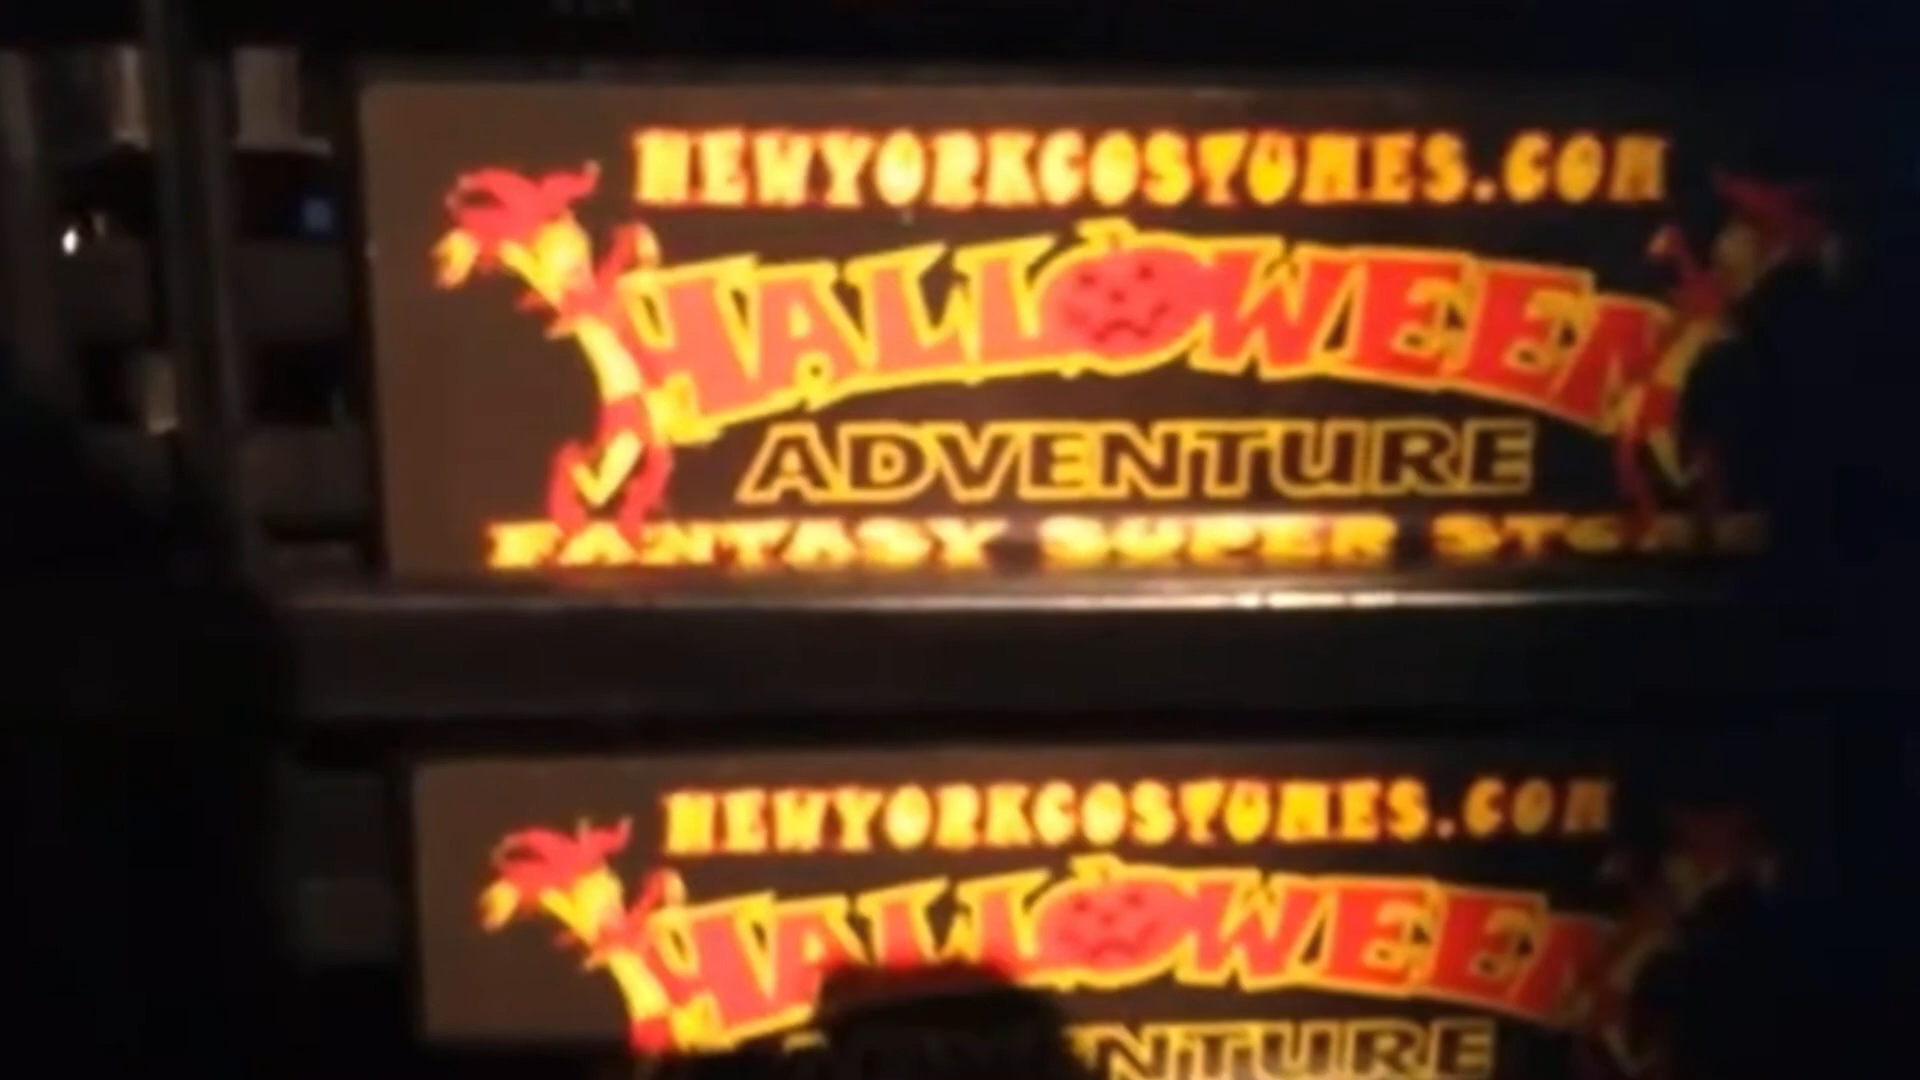 NEWYORKCOSTUMES.COM
HALLOWEEN
ADVENTURE
FANTASY SUPER STORE
NEWYORKCOSTUMES.COM
HALLOWEEN